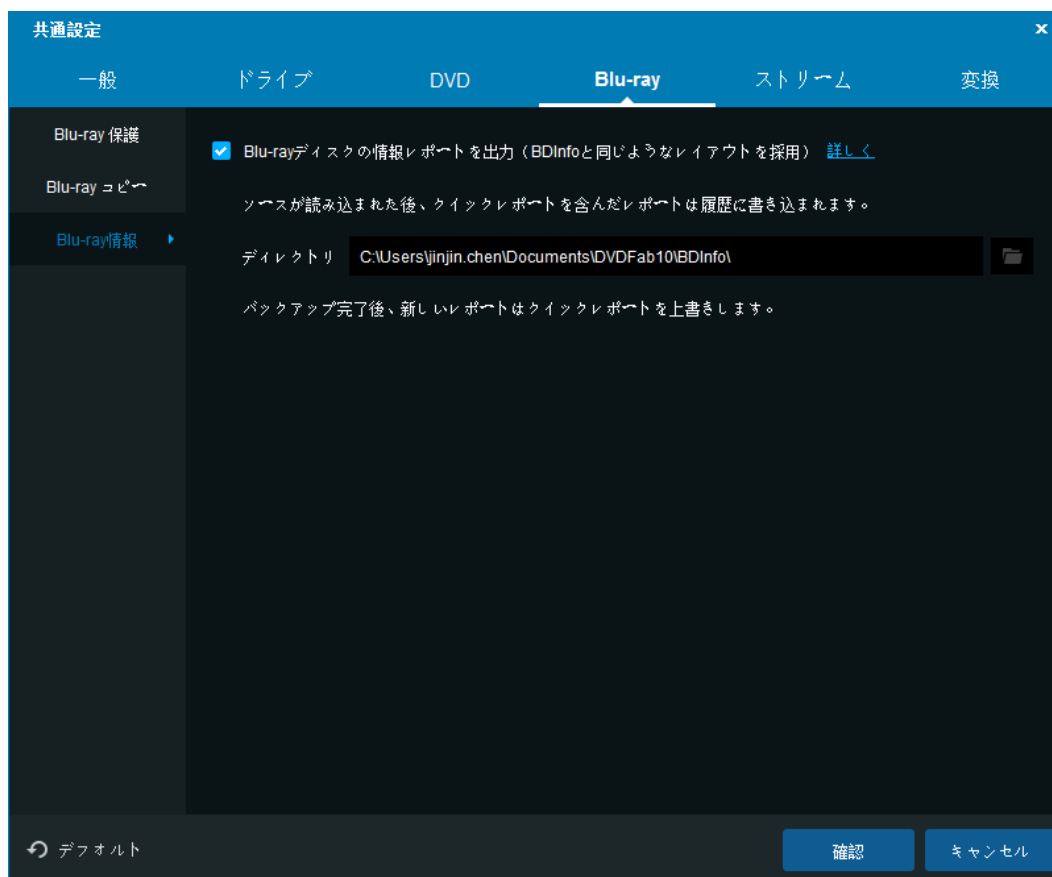 共通設定
一般 ドライブ DVD Blu-ray ストリーム 変換
Blu-ray 保護
Blu-ray コピー
Blu-ray情報
Blu-rayディスクの情報レポートを出力（BDInfoと同じようなレイアウトを採用） 詳しく
ソースが読み込まれた後、クイックレポートを含んだレポートは履歴に書き込まれます。
ディレクトリ C:\Users\jinjin.chen\Documents\DVDFab10\BDInfo\
バックアップ完了後、新しいレポートはクイックレポートを上書きします。
デフォルト 確認 キャンセル